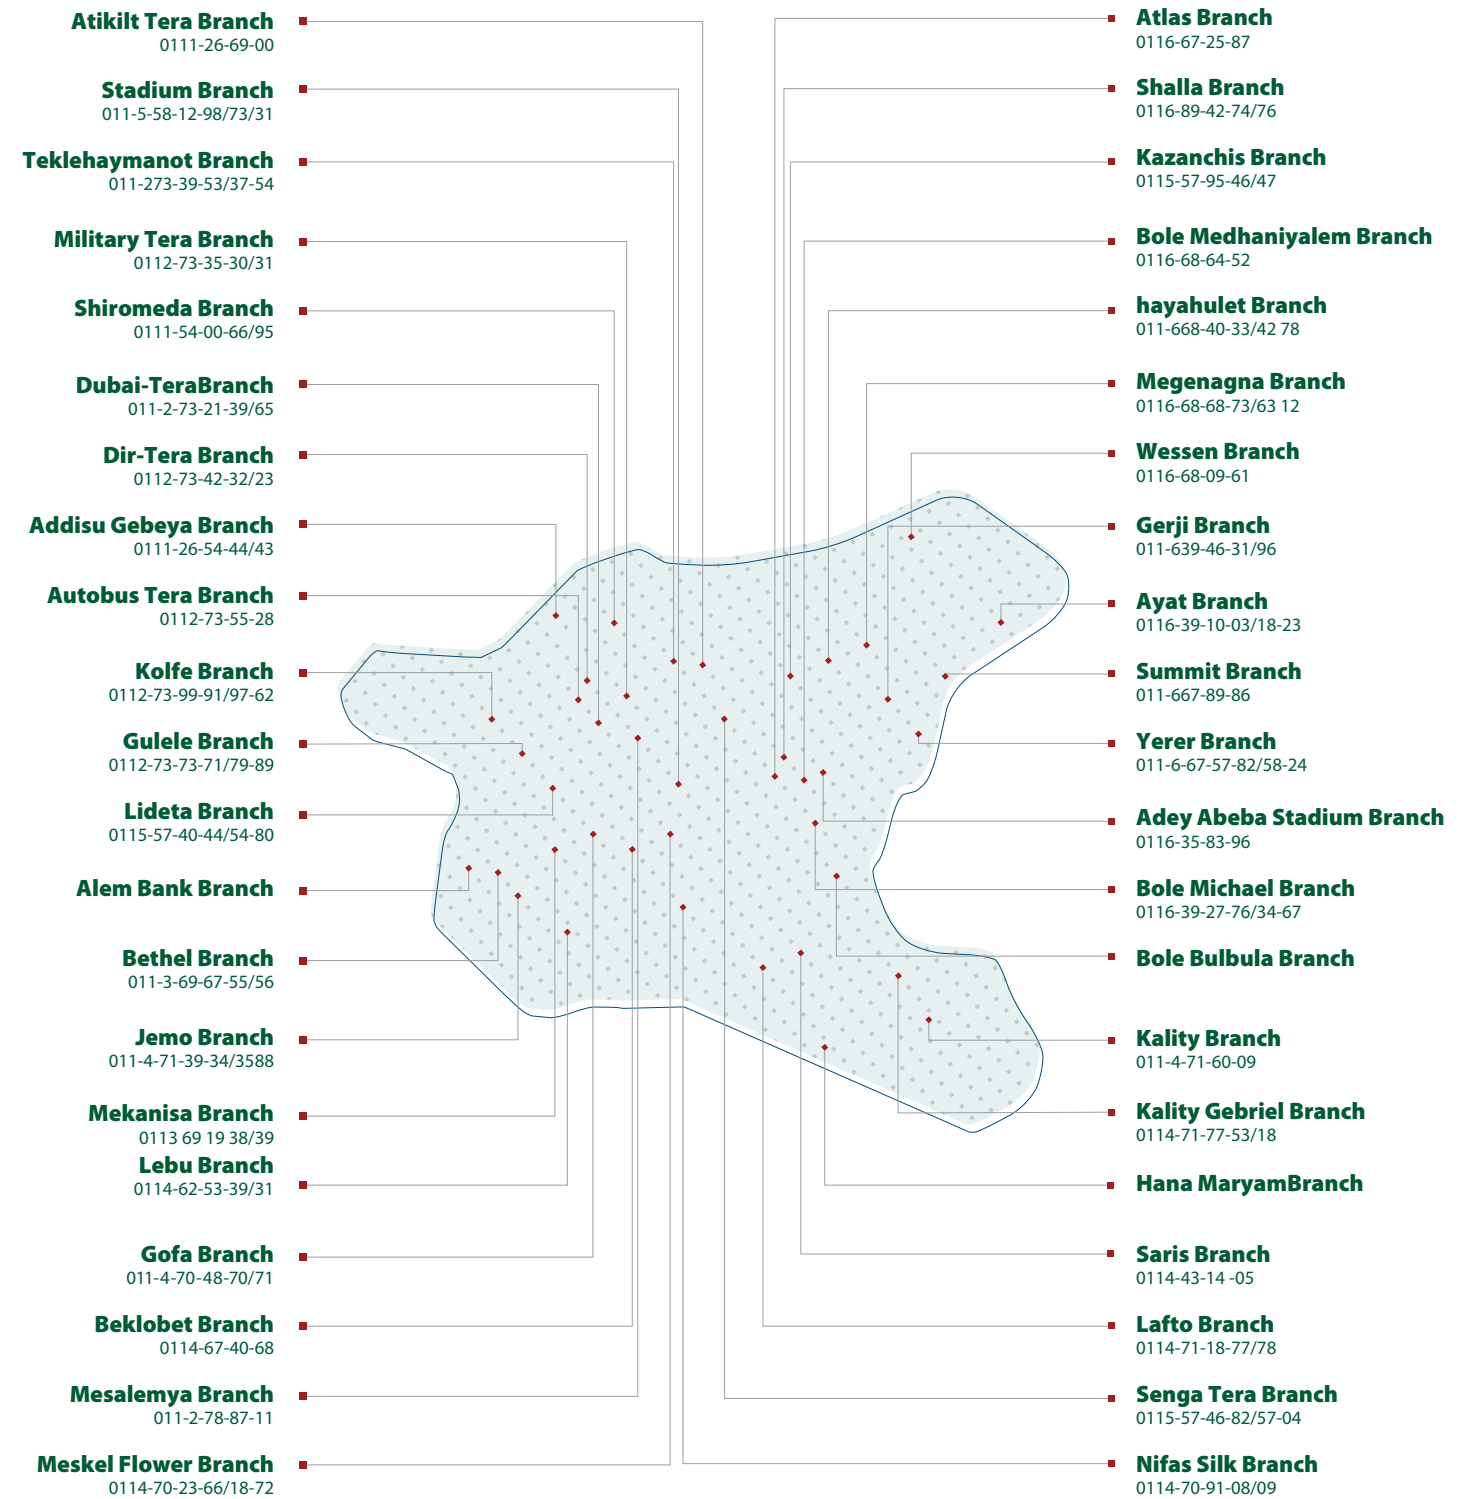 Atikilt Tera Branch
0111-26-69-00
Stadium Branch
011-5-58-12-98/73/31
Teklehaymanot Branch
011-273-39-53/37-54
Military Tera Branch
0112-73-35-30/31
Shiromeda Branch
0111-54-00-66/95
Dubai-TeraBranch
011-2-73-21-39/65
Dir-Tera Branch
0112-73-42-32/23
Addisu Gebeya Branch
0111-26-54-44/43
Autobus Tera Branch
0112-73-55-28
Kolfe Branch
0112-73-99-91/97-62
Gulele Branch
0112-73-73-71/79-89
Lideta Branch
0115-57-40-44/54-80
Alem Bank Branch
Bethel Branch
011-3-69-67-55/56
Jemo Branch
011-4-71-39-34/3588
Mekanisa Branch
0113 69 19 38/39
Lebu Branch
0114-62-53-39/31
Gofa Branch
011-4-70-48-70/71
Beklobet Branch
0114-67-40-68
Mesalemya Branch
011-2-78-87-11
Meskel Flower Branch
0114-70-23-66/18-72
Atlas Branch
0116-67-25-87
Shalla Branch
0116-89-42-74/76
Kazanchis Branch
0115-57-95-46/47
Bole Medhaniyalem Branch
0116-68-64-52
hayahulet Branch
011-668-40-33/42 78
Megenagna Branch
0116-68-68-73/63 12
Wessen Branch
0116-68-09-61
Gerji Branch
011-639-46-31/96
Ayat Branch
0116-39-10-03/18-23
Summit Branch
011-667-89-86
Yerer Branch
011-6-67-57-82/58-24
Adey Abeba Stadium Branch
0116-35-83-96
Bole Michael Branch
0116-39-27-76/34-67
Bole Bulbula Branch
Kality Branch
011-4-71-60-09
Kality Gebriel Branch
0114-71-77-53/18
Hana MaryamBranch
Saris Branch
0114-43-14 -05
Lafto Branch
0114-71-18-77/78
Senga Tera Branch
0115-57-46-82/57-04
Nifas Silk Branch
0114-70-91-08/09